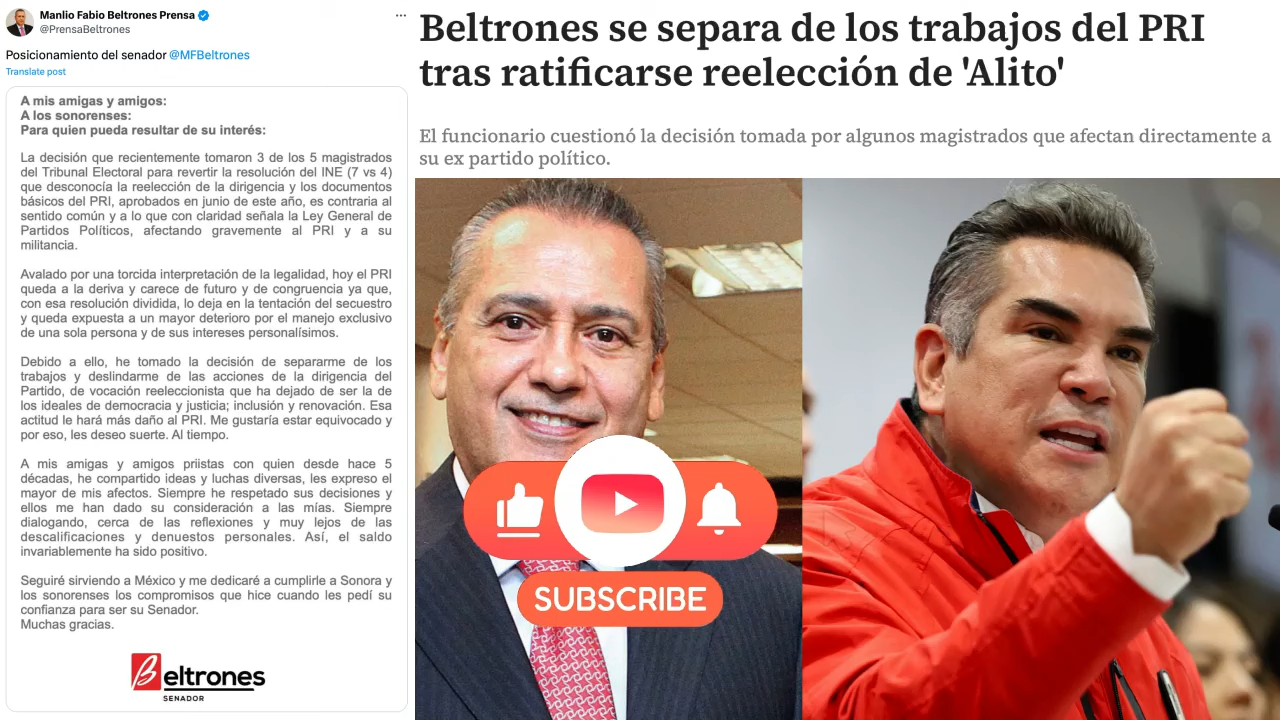 Manlio Fabio Beltrones Prensa
@PrensaBeltrones
Posicionamiento del senador @MFBeltrones
Translate post
A mis amigas y amigos:
A los sonorenses:
Para quien pueda resultar de su interés:
La decisión que recientemente tomaron 3 de los 5 magistrados
del Tribunal Electoral para revertir la resolución del INE (7 vs 4)
que desconocía la reelección de la dirigencia y los documentos
básicos del PRI, aprobados en junio de este año, es contraria al
sentido común y a lo que con claridad señala la Ley General de
Partidos Políticos, afectando gravemente al PRI y a su
militancia.
Avalado por una torcida interpretación de la legalidad, hoy el PRI
queda a la deriva y carece de futuro y de congruencia ya que,
con esa resolución dividida, lo deja en la tentación del secuestro
y queda expuesta a un mayor deterioro por el manejo exclusivo
de una sola persona y de sus intereses personalísimos.
Debido a ello, he tomado la decisión de separarme de los
trabajos y deslindarme de las acciones de la dirigencia del
Partido, de vocación reeleccionista que ha dejado de ser la de
los ideales de democracia y justicia; inclusión y renovación. Esa
actitud le hará más daño al PRI. Me gustaría estar equivocado y
por eso, les deseo suerte. Al tiempo.
A mis amigas y amigos priistas con quien desde hace 5
décadas, he compartido ideas y luchas diversas, les expreso el
mayor de mis afectos. Siempre he respetado sus decisiones y
ellos me han dado su consideración a las mías. Siempre
dialogando, cerca de las reflexiones y muy lejos de las
descalificaciones y denuestos personales. Así, el saldo
invariablemente ha sido positivo.
Seguiré sirviendo a México y me dedicaré a cumplirle a Sonora y
los sonorenses los compromisos que hice cuando les pedí su
confianza para ser su Senador.
Muchas gracias.
Beltrones
SENADOR
Beltrones se separa de los trabajos del PRI
tras ratificarse reelección de 'Alito'
El funcionario cuestionó la decisión tomada por algunos magistrados que afectan directamente a
su ex partido político.
SUBSCRIBE